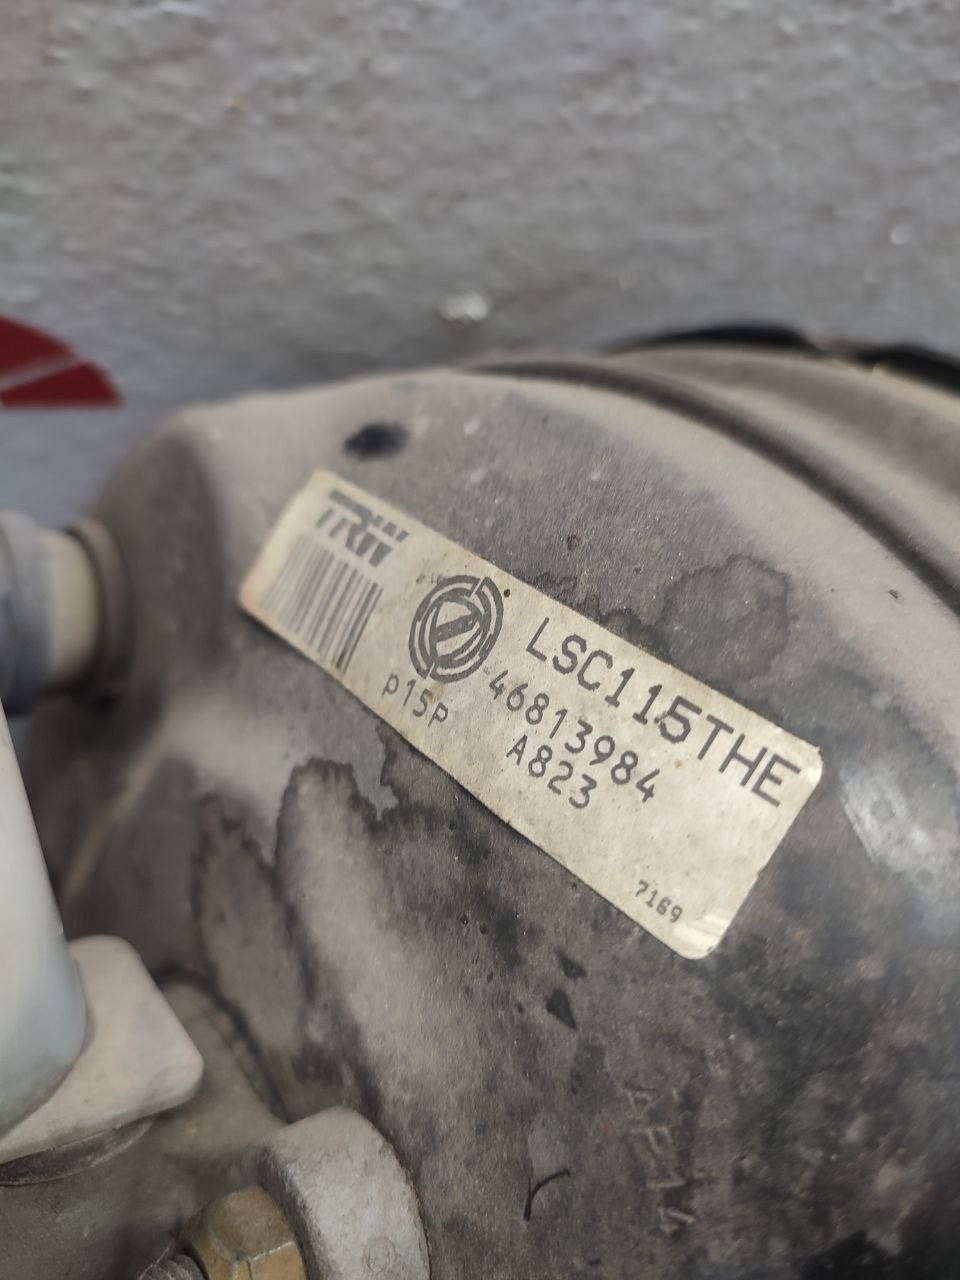 TRW
LSC115THE
46813984
p15P
A823
7169